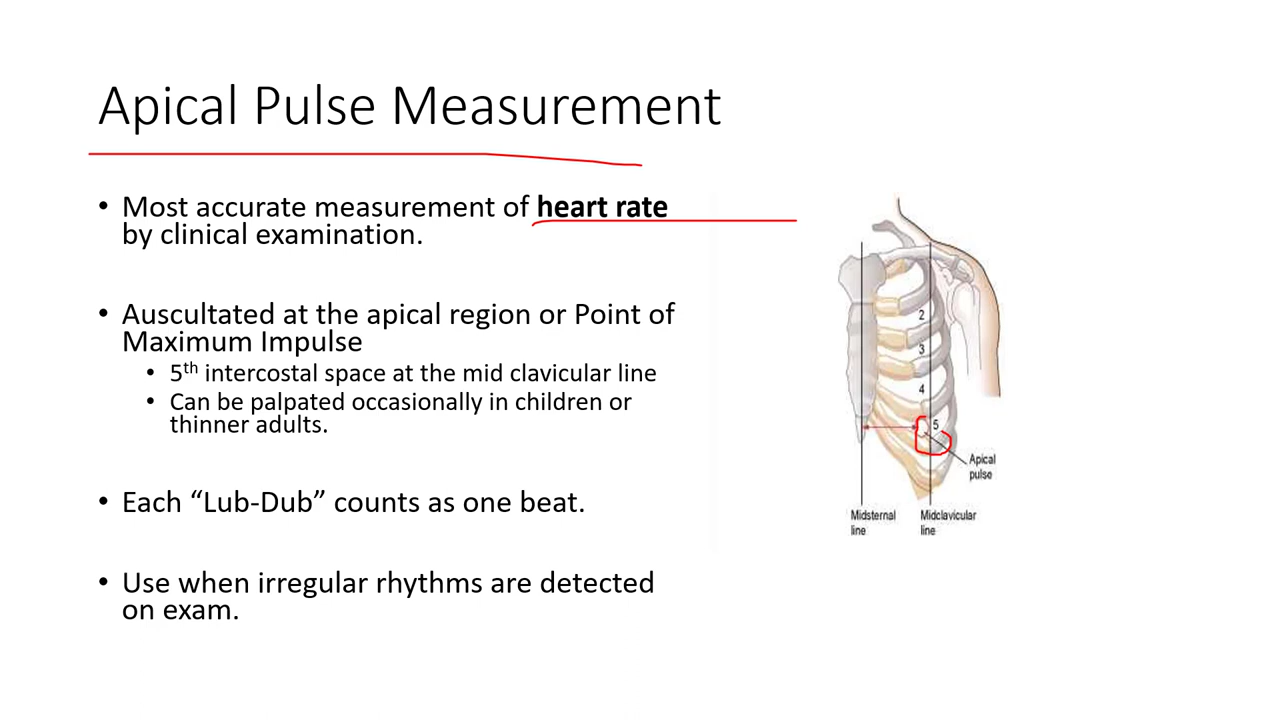 Apical Pulse Measurement
• Most accurate measurement of heart rate
by clinical examination.
• Auscultated at the apical region or Point of
Maximum Impulse
• 5th intercostal space at the mid clavicular line
• Can be palpated occasionally in children or
thinner adults.
• Each “Lub-Dub” counts as one beat.
• Use when irregular rhythms are detected
on exam.
2
3
4
5
Apical
pulse
Midsternal
line
Midclavicular
line